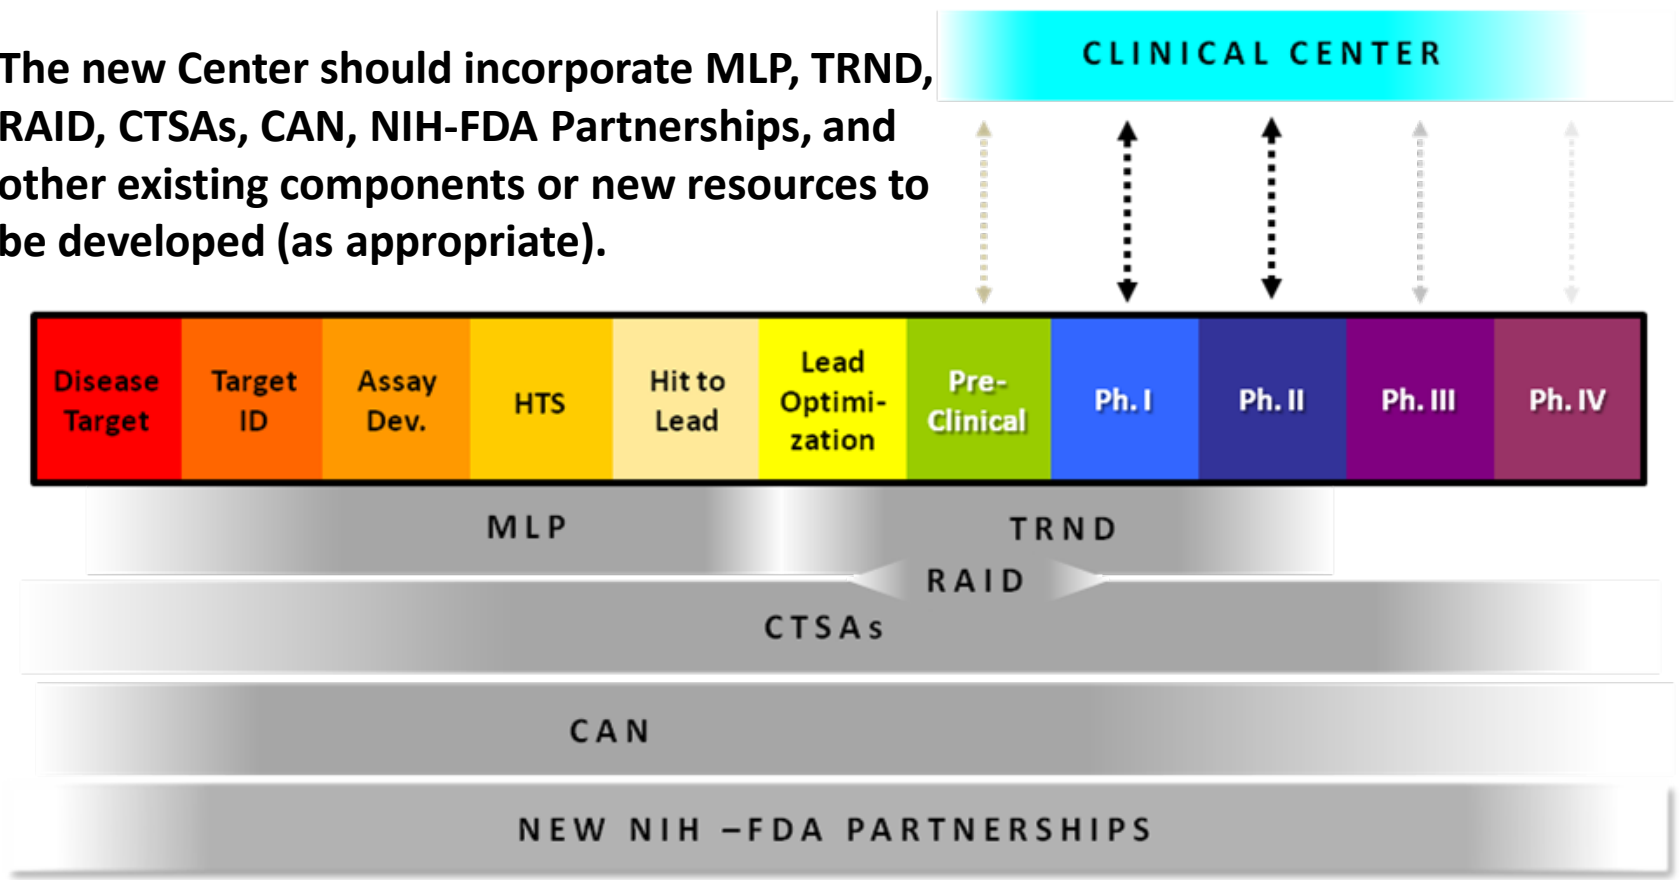 The new Center should incorporate MLP, TRND,
RAID, CTSAs, CAN, NIH-FDA Partnerships, and
other existing components or new resources to
be developed (as appropriate).
CLINICAL CENTER
Disease
Target
Target
ID
Assay
Dev.
HTS
Hit to
Lead
Lead
Optimi-
zation
Pre-
Clinical
Ph. I
Ph. II
Ph. III
Ph. IV
MLP
TRND
RAID
CTSAs
CAN
NEW NIH –FDA PARTNERSHIPS